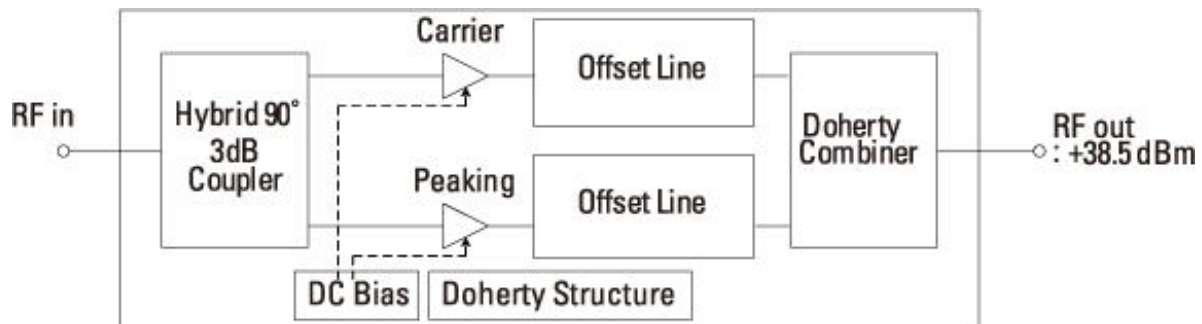 Carrier
Offset Line
RF in
Hybrid 90°
3dB
Coupler
Doherty
Combiner
RF out
: +38.5 dBm
Peaking
Offset Line
DC Bias
Doherty Structure